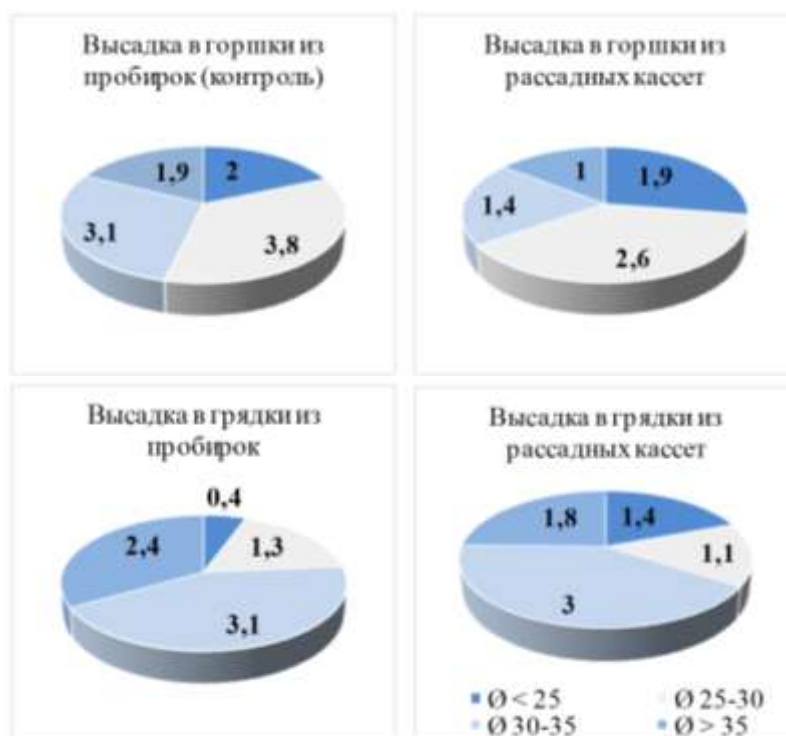 Высадка в горшки из
пробирок (контроль)
1,9
2
3,1
3,8
Высадка в горшки из
рассадных кассет
1
1,9
1,4
2,6
Высадка в грядки из
пробирок
0,4
2,4
1,3
3,1
Высадка в грядки из
рассадных кассет
1,8
1,4
1,1
3
Ø < 25
Ø 25-30
Ø 30-35
Ø > 35